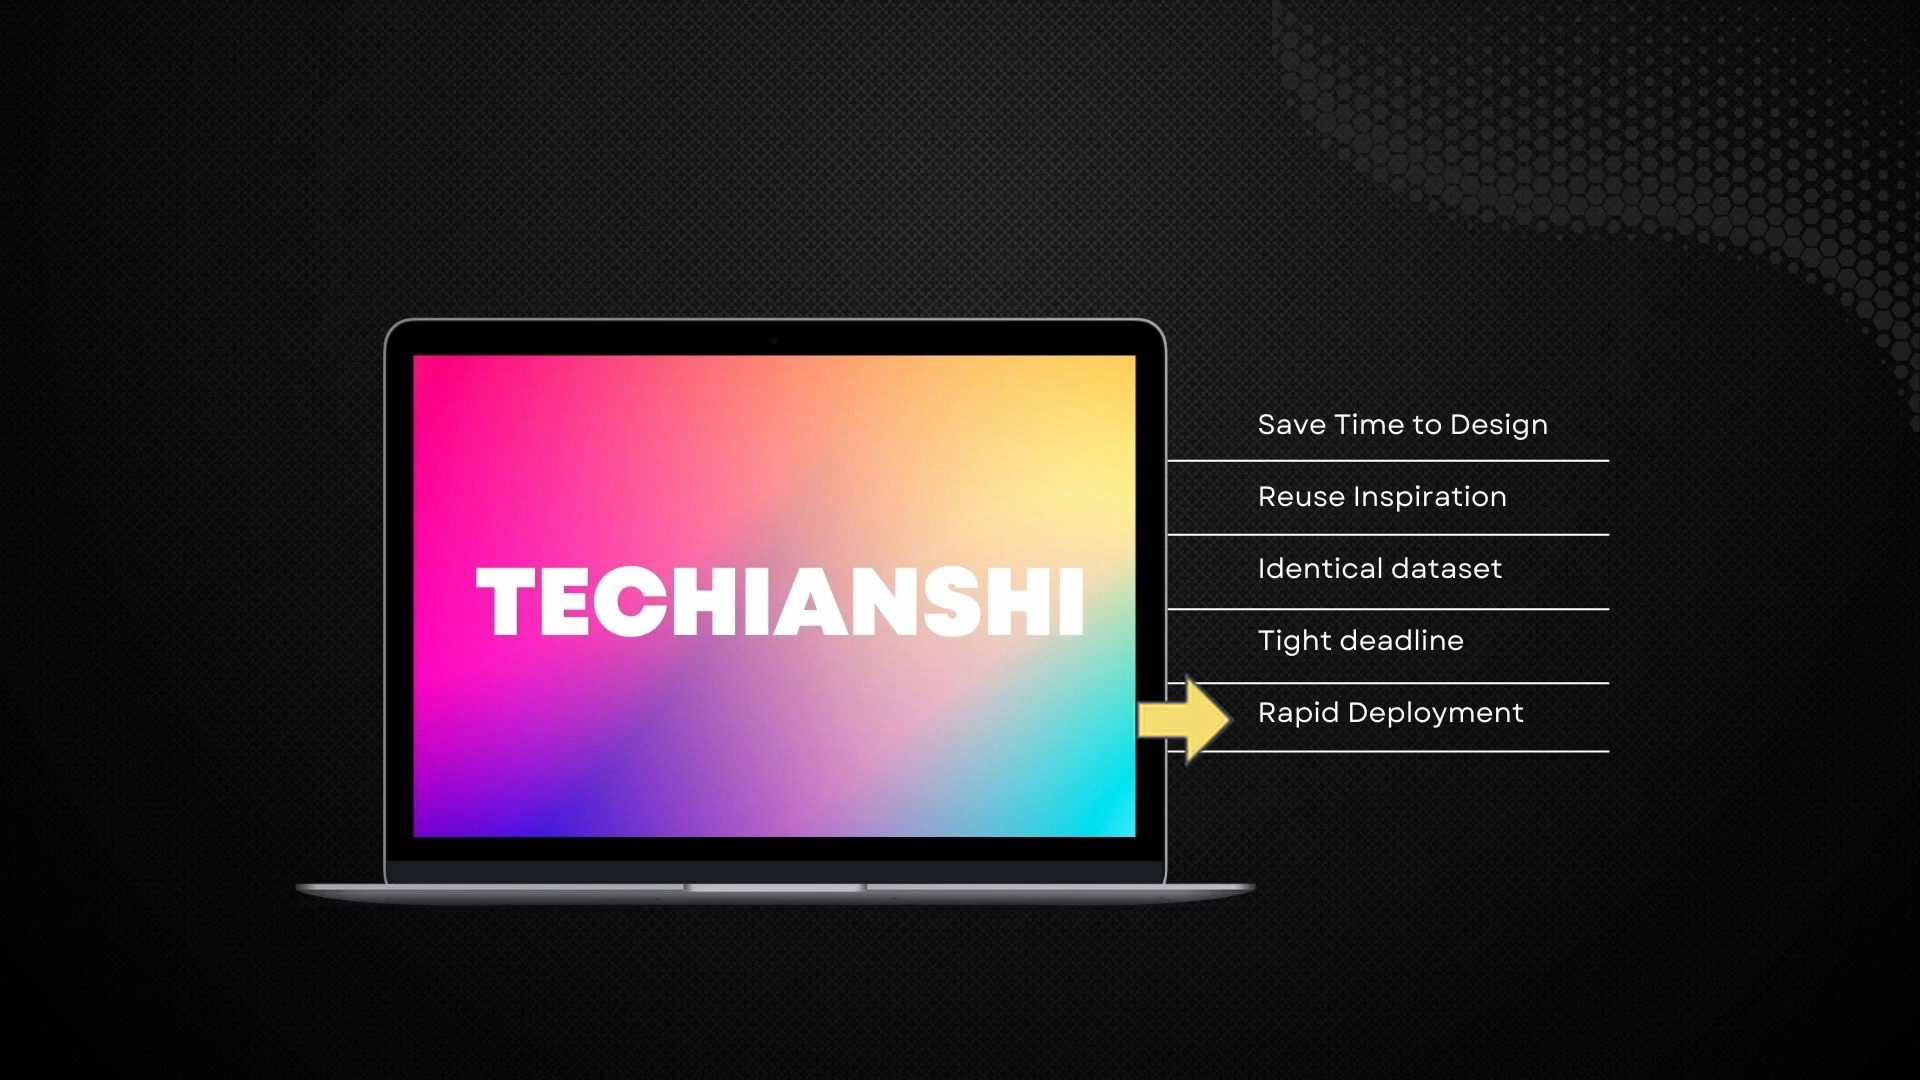 TECHIANSHI
Save Time to Design
Reuse Inspiration
Identical dataset
Tight deadline
Rapid Deployment